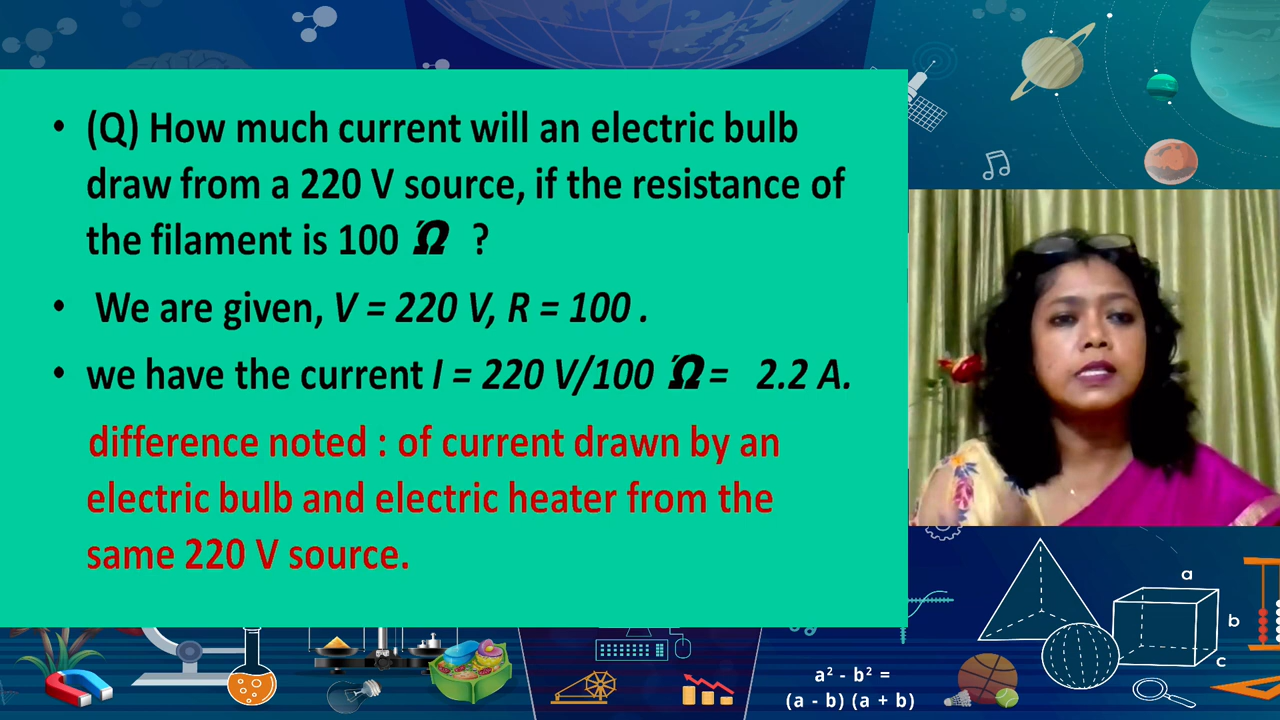 • (Q) How much current will an electric bulb
draw from a 220 V source, if the resistance of
the filament is 100 Ώ ?
• We are given, V = 220 V, R = 100 .
• we have the current I = 220 V/100 Ώ = 2.2 A.
difference noted : of current drawn by an
electric bulb and electric heater from the
same 220 V source.
a
b
c
a² - b² =
(a - b) (a + b)